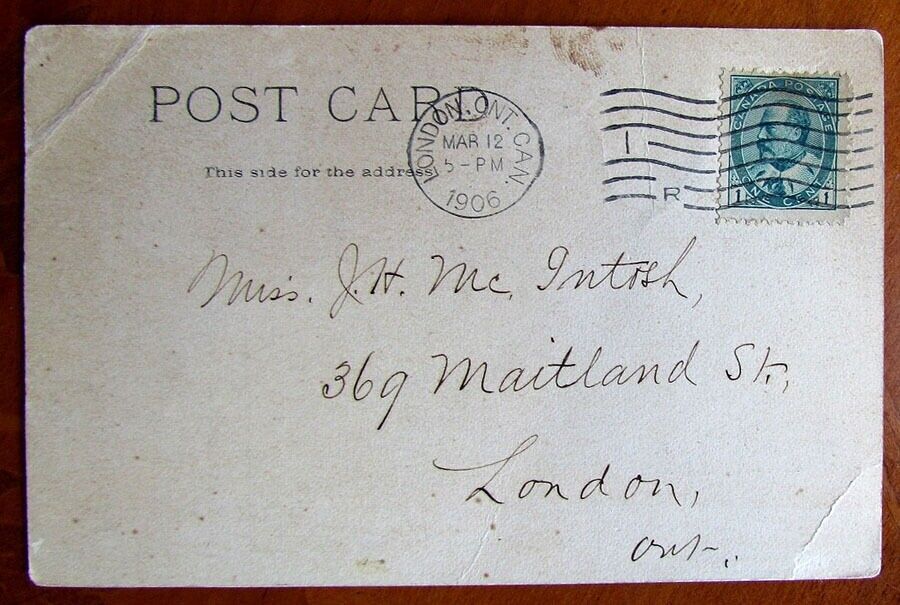 POST CARD
This side for the address
LONDON, ONT. CAN.
MAR 12
5-PM
1906
1
R
CANADA POSTAGE
1 ONE CENT 1
Miss. J.H. Mc. Intosh,
369 Maitland St.,
London,
Ont.